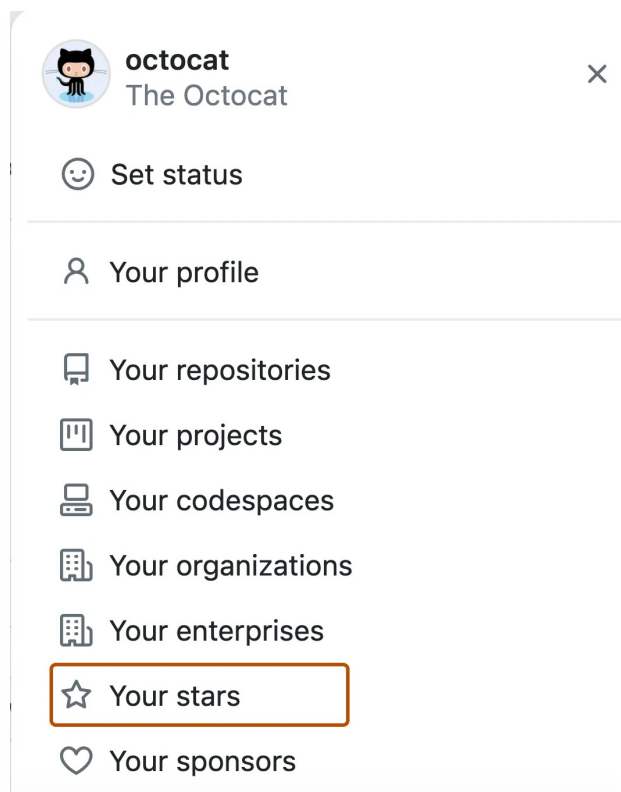 octocat
The Octocat
Set status
Your profile
Your repositories
Your projects
Your codespaces
Your organizations
Your enterprises
Your stars
Your sponsors